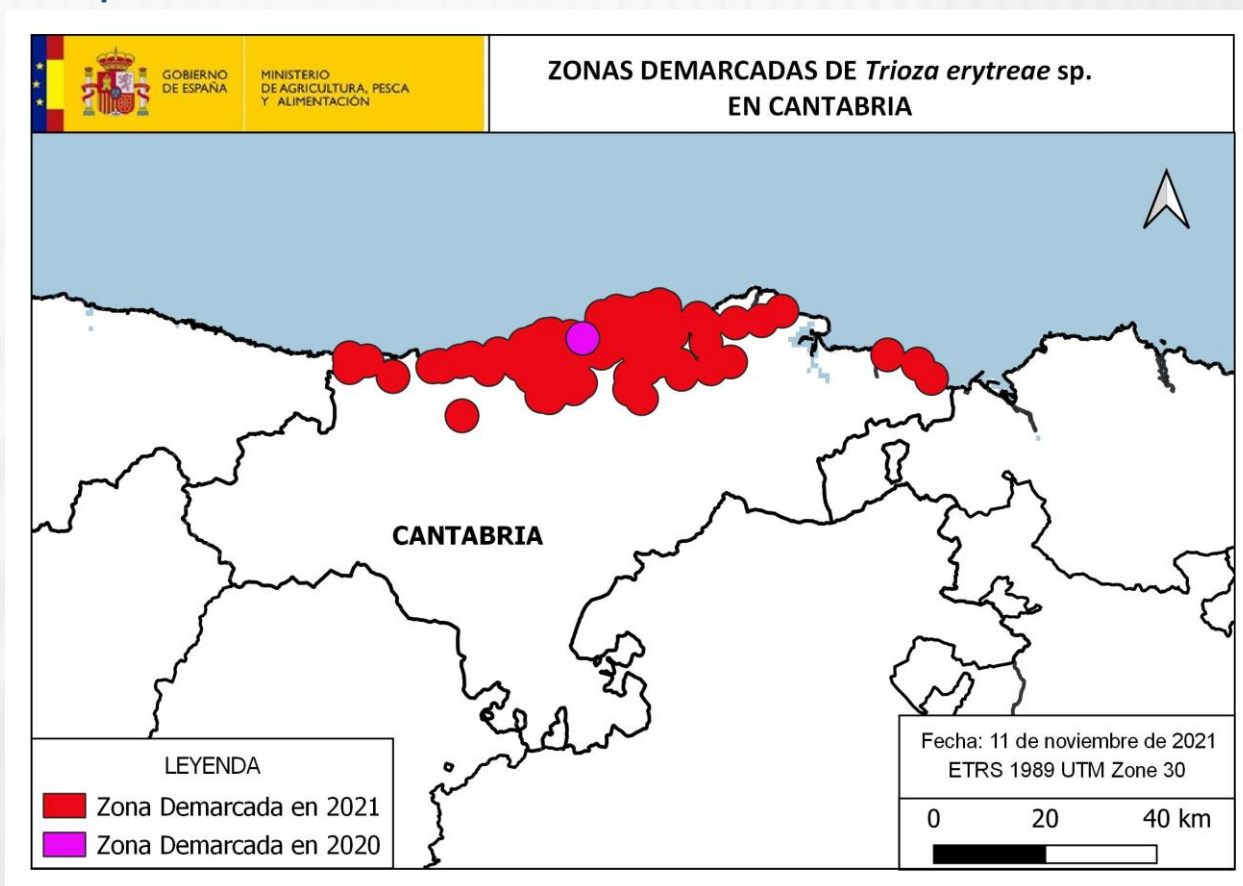 GOBIERNO
DE ESPAÑA
MINISTERIO
DE AGRICULTURA, PESCA
Y ALIMENTACIÓN
ZONAS DEMARCADAS DE Trioza erytreae sp.
EN CANTABRIA
CANTABRIA
LEYENDA
Zona Demarcada en 2021
Zona Demarcada en 2020
Fecha: 11 de noviembre de 2021
ETRS 1989 UTM Zone 30
0 20 40 km